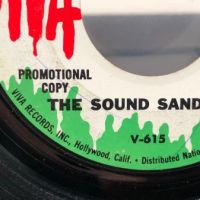 VIVA
PROMOTIONAL
COPY
THE SOUND SAND
V-615
VIVA RECORDS, INC., Hollywood, Calif. • Distributed Natio